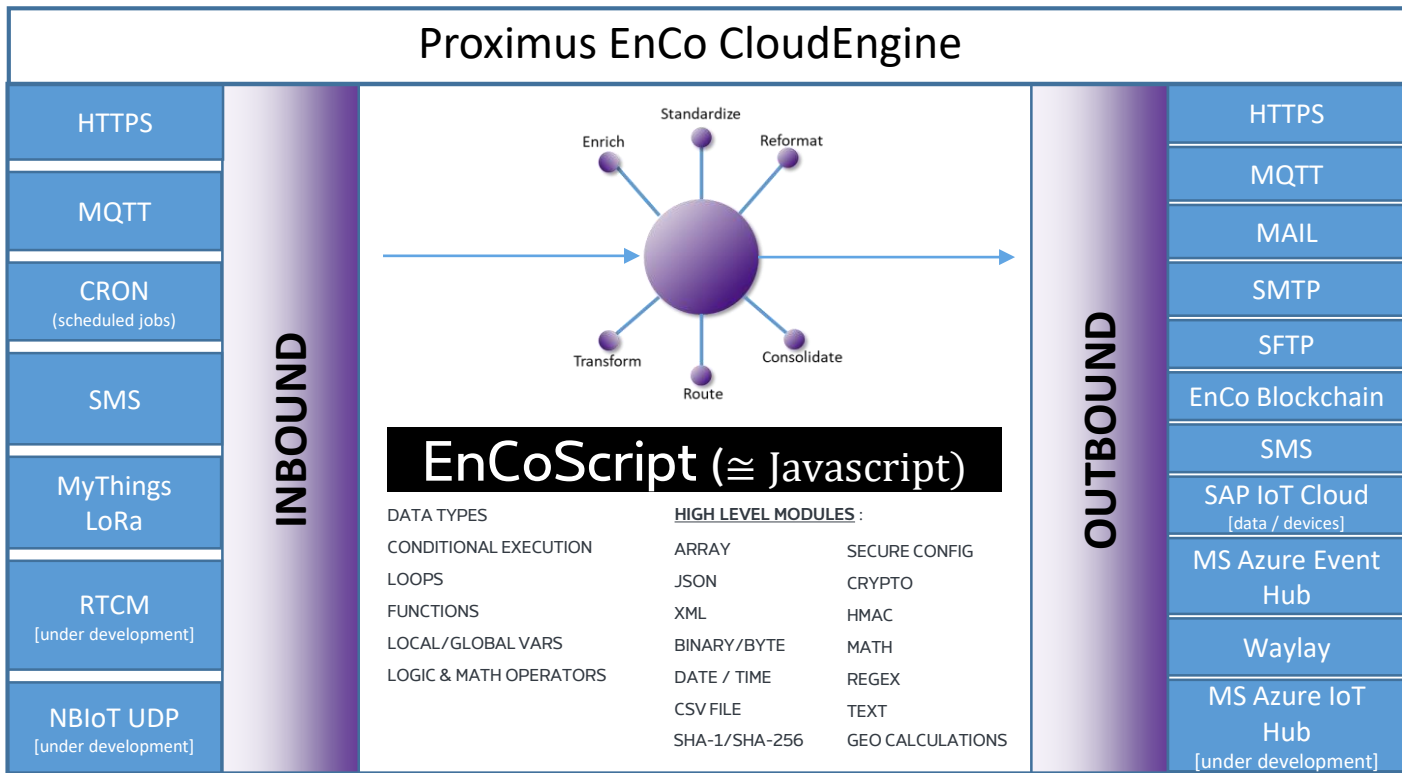 Proximus EnCo CloudEngine
HTTPS
MQTT
CRON
(scheduled jobs)
SMS
MyThings
LoRa
RTCM
[under development]
NBIoT UDP
[under development]
INBOUND
Standardize
Enrich
Reformat
Transform
Consolidate
Route
EnCoScript (≅ Javascript)
DATA TYPES
CONDITIONAL EXECUTION
LOOPS
FUNCTIONS
LOCAL/GLOBAL VARS
LOGIC & MATH OPERATORS
HIGH LEVEL MODULES :
ARRAY
JSON
XML
BINARY/BYTE
DATE / TIME
CSV FILE
SHA-1/SHA-256
SECURE CONFIG
CRYPTO
HMAC
MATH
REGEX
TEXT
GEO CALCULATIONS
OUTBOUND
HTTPS
MQTT
MAIL
SMTP
SFTP
EnCo Blockchain
SMS
SAP IoT Cloud
[data / devices]
MS Azure Event
Hub
Waylay
MS Azure IoT
Hub
[under development]